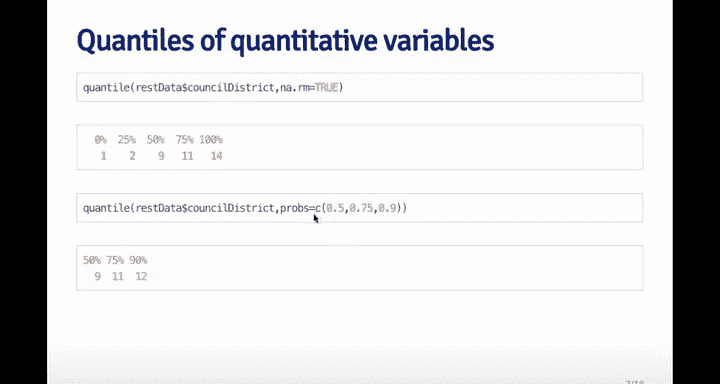 Quantiles of quantitative variables
quantile(restData$councilDistrict,na.rm=TRUE)
0% 25% 50% 75% 100%
1 2 9 11 14
quantile(restData$councilDistrict,probs=c(0.5,0.75,0.9))
50% 75% 90%
9 11 12